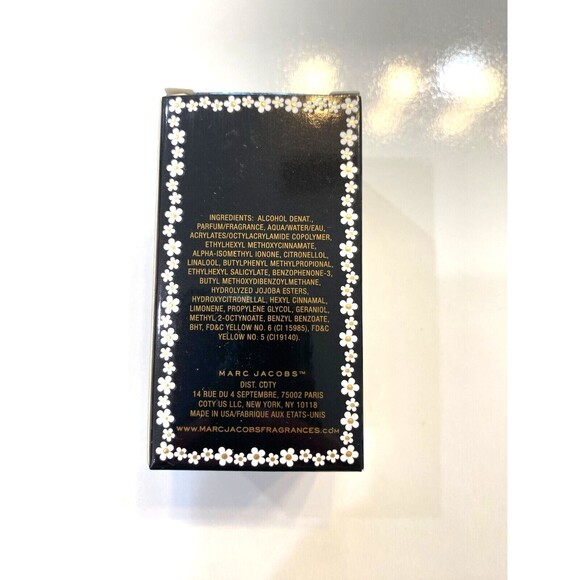 INGREDIENTS: ALCOHOL DENAT.,
PARFUM/FRAGRANCE, AQUA/WATER/EAU,
ACRYLATES/OCTYLACRYLAMIDE COPOLYMER,
ETHYLHEXYL METHOXYCINNAMATE,
ALPHA-ISOMETHYL IONONE, CITRONELLOL,
LINALOOL, BUTYLPHENYL METHYLPROPIONAL,
ETHYLHEXYL SALICYLATE, BENZOPHENONE-3,
BUTYL METHOXYDIBENZOYLMETHANE,
HYDROLYZED JOJOBA ESTERS,
HYDROXYCITRONELLAL, HEXYL CINNAMAL,
LIMONENE, PROPYLENE GLYCOL, GERANIOL,
METHYL 2-OCTYNOATE, BENZYL BENZOATE,
BHT, FD&C YELLOW NO. 6 (CI 15985), FD&C
YELLOW NO. 5 (CI19140).
MARC JACOBS™
DIST. COTY
14 RUE DU 4 SEPTEMBRE, 75002 PARIS
COTY US LLC, NEW YORK, NY 10118
MADE IN USA/FABRIQUE AUX ETATS-UNIS
WWW.MARCJACOBSFRAGRANCES.COM